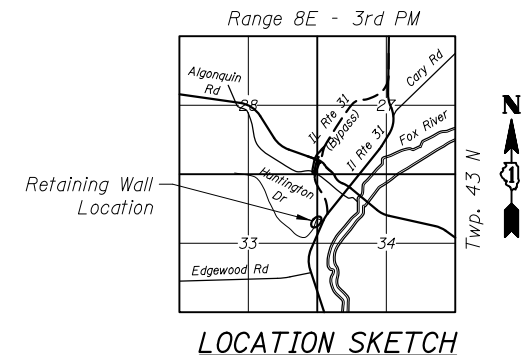 Range 8E - 3rd PM
Algonquin
Rd
28
27
Cary Rd
IL Rte 31
(Bypass)
Il Rte 31
Fox River
N
1
Huntington
Dr
Retaining Wall
Location
Twp. 43 N
33
34
Edgewood Rd
LOCATION SKETCH